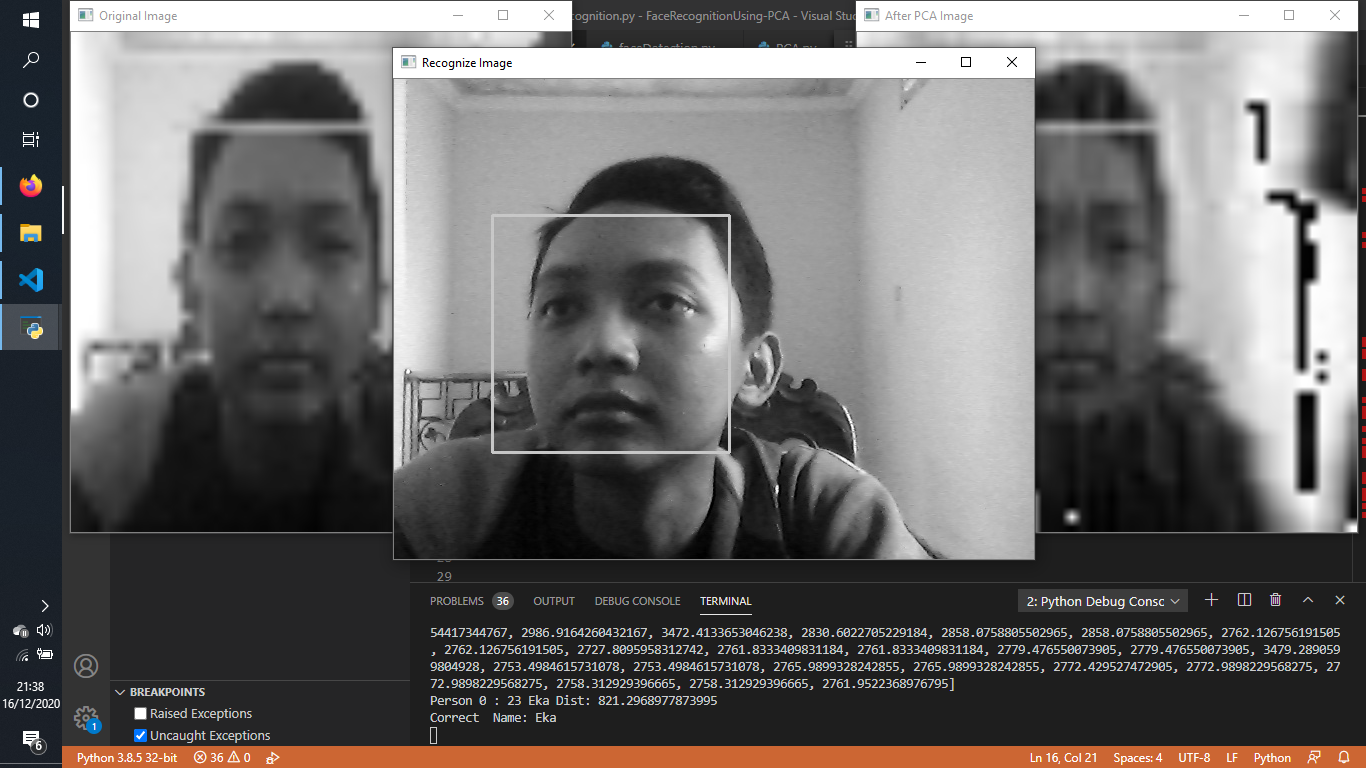 Original Image
cognition.py - FaceRecognitionUsing-PCA - Visual Stud
After PCA Image
faceDetection.py
PCA.py
Recognize Image
29
PROBLEMS 36 OUTPUT DEBUG CONSOLE TERMINAL
2: Python Debug Consc
54417344767, 2986.9164260432167, 3472.4133653046238, 2830.6022705229184, 2858.0758805502965, 2858.0758805502965, 2762.126756191505
, 2762.126756191505, 2727.8095958312742, 2761.8333409831184, 2761.8333409831184, 2779.476550073905, 2779.476550073905, 3479.289059
9804928, 2753.4984615731078, 2753.4984615731078, 2765.9899328242855, 2765.9899328242855, 2772.429527472905, 2772.9898229568275, 27
72.9898229568275, 2758.312929396665, 2758.312929396665, 2761.9522368976795]
Person 0 : 23 Eka Dist: 821.2968977873995
Correct  Name: Eka
BREAKPOINTS
Raised Exceptions
Uncaught Exceptions
1
21:38
16/12/2020
6
Python 3.8.5 32-bit
36 0
Ln 16, Col 21
Spaces: 4
UTF-8
LF
Python